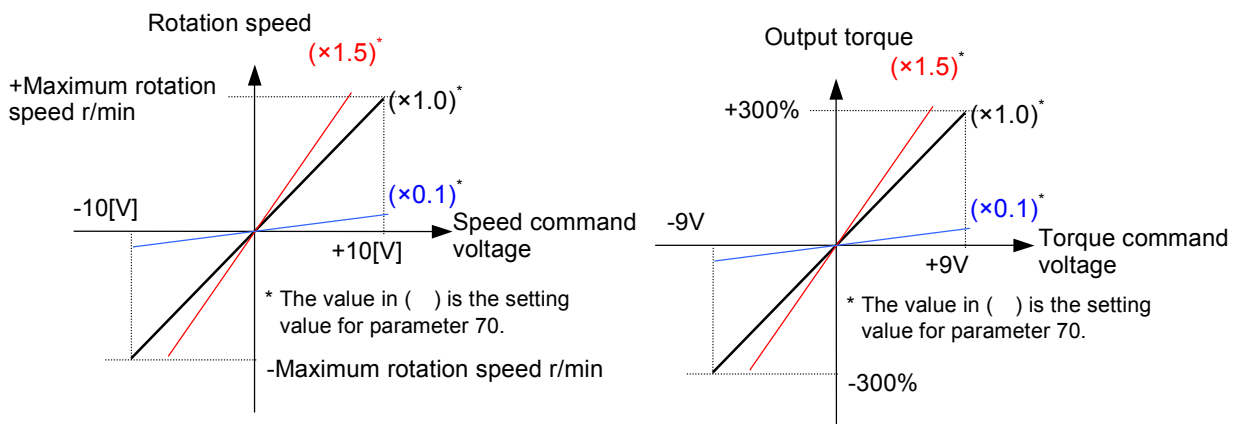 Rotation speed
(×1.5)*
+Maximum rotation
speed r/min
(×1.0)*
(×0.1)*
-10[V]
Speed command
voltage
+10[V]
* The value in ( ) is the setting
value for parameter 70.
-Maximum rotation speed r/min
Output torque
(×1.5)*
+300%
(×1.0)*
(×0.1)*
-9V
Torque command
voltage
+9V
* The value in ( ) is the setting
value for parameter 70.
-300%